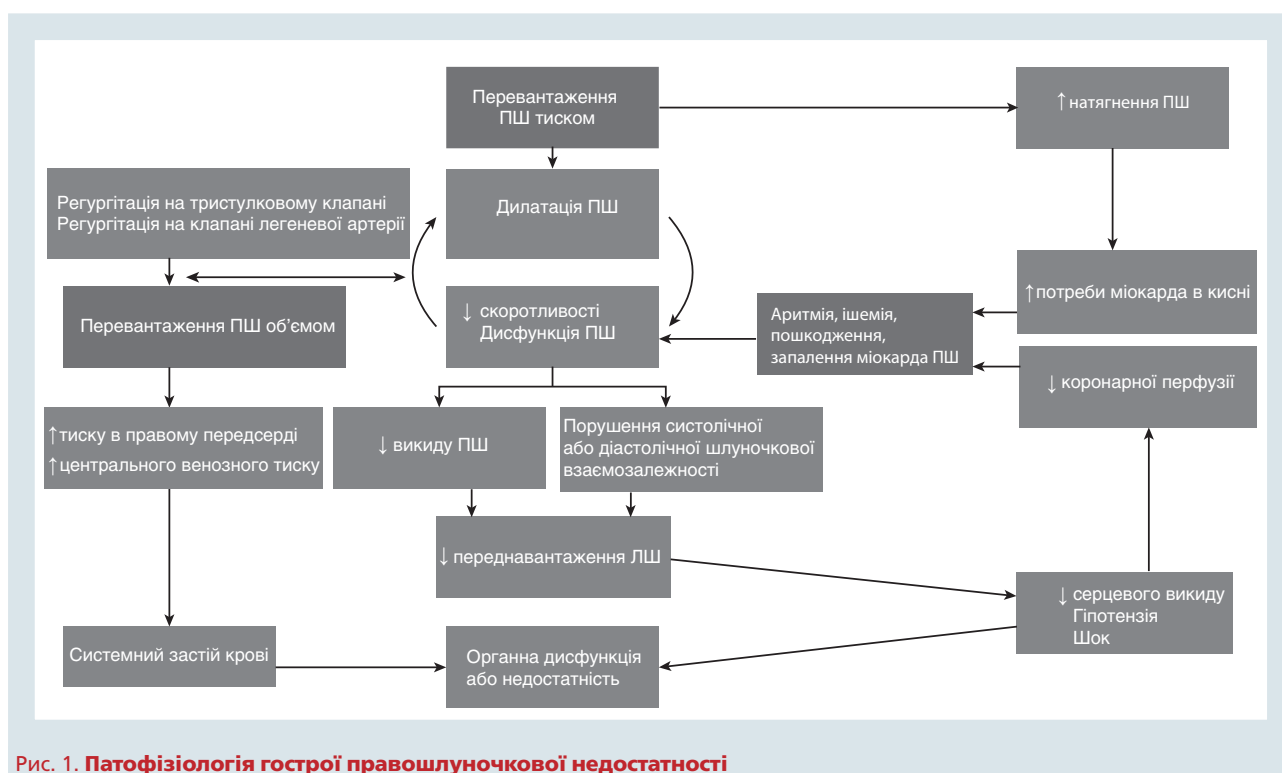 Перевантаження
ПШ тиском
↑ натягнення ПШ
Регургітація на тристулковому клапані
Регургітація на клапані легеневої артерії
Дилатація ПШ
Перевантаження ПШ об’ємом
↓ скоротливості
Дисфункція ПШ
Аритмія, ішемія,
пошкодження,
запалення міокарда ПШ
↑ потреби міокарда в кисні
↓ коронарної перфузії
↑ тиску в правому передсерді
↑ центрального венозного тиску
↓ викиду ПШ
Порушення систолічної
або діастолічної шлуночкової
взаємозалежності
↓ переднавантаження ЛШ
↓ серцевого викиду
Гіпотензія
Шок
Системний застій крові
Органна дисфункція
або недостатність
Рис. 1. Патофізіологія гострої правошлуночкової недостатності